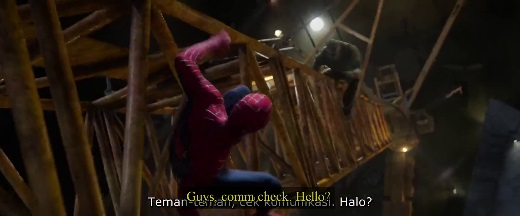 Guys, comm check. Hello?
Teman-teman, cek komunikasi. Halo?